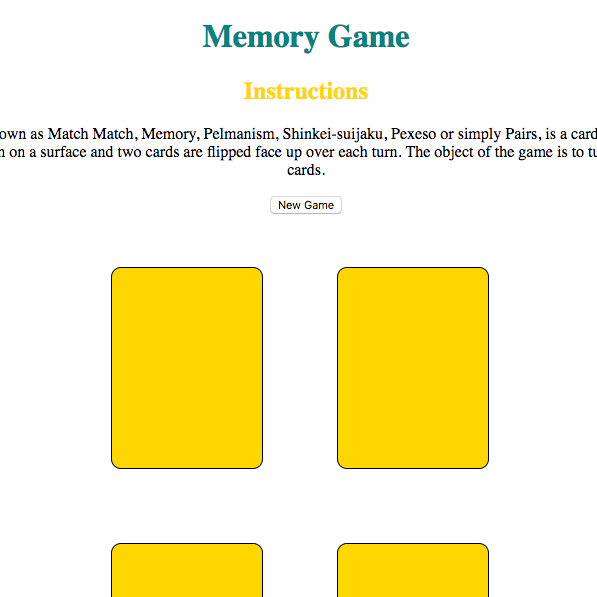 Memory Game
Instructions
own as Match Match, Memory, Pelmanism, Shinkei-suijaku, Pexeso or simply Pairs, is a card
on a surface and two cards are flipped face up over each turn. The object of the game is to
cards.
New Game